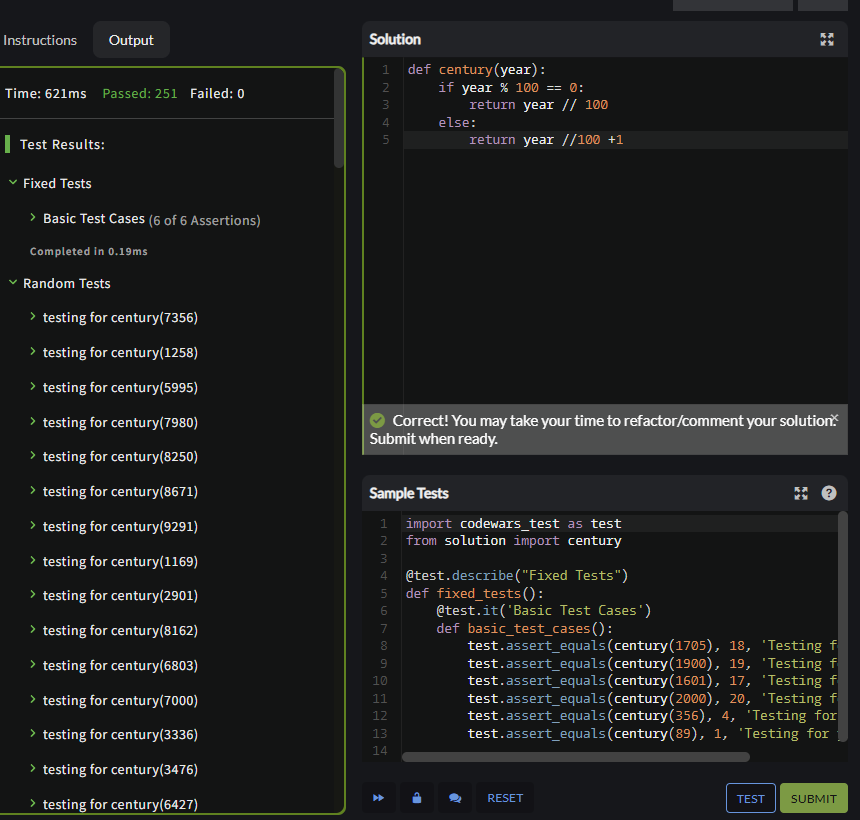 Instructions
Output
Time: 621ms Passed: 251 Failed: 0
Test Results:
Fixed Tests
Basic Test Cases (6 of 6 Assertions)
Completed in 0.19ms
Random Tests
testing for century(7356)
testing for century(1258)
testing for century(5995)
testing for century(7980)
testing for century(8250)
testing for century(8671)
testing for century(9291)
testing for century(1169)
testing for century(2901)
testing for century(8162)
testing for century(6803)
testing for century(7000)
testing for century(3336)
testing for century(3476)
testing for century(6427)
Solution
1 def century(year):
2     if year % 100 == 0:
3         return year // 100
4     else:
5         return year //100 +1
Correct! You may take your time to refactor/comment your solution.
Submit when ready.
Sample Tests
1 import codewars_test as test
2 from solution import century
3
4 @test.describe("Fixed Tests")
5 def fixed_tests():
6     @test.it('Basic Test Cases')
7     def basic_test_cases():
8         test.assert_equals(century(1705), 18, 'Testing f
9         test.assert_equals(century(1900), 19, 'Testing f
10         test.assert_equals(century(1601), 17, 'Testing f
11         test.assert_equals(century(2000), 20, 'Testing f
12         test.assert_equals(century(356), 4, 'Testing for
13         test.assert_equals(century(89), 1, 'Testing for
14
RESET
TEST
SUBMIT